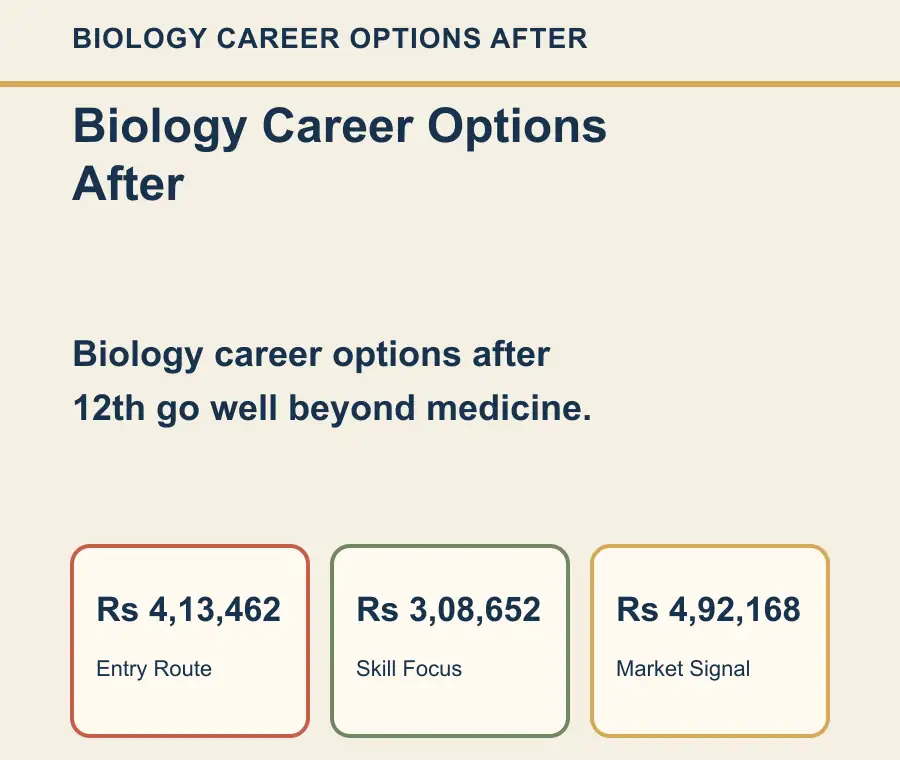 BIOLOGY CAREER OPTIONS AFTER
Biology Career Options
After
Biology career options after
12th go well beyond medicine.
Rs 4,13,462
Entry Route
Rs 3,08,652
Skill Focus
Rs 4,92,168
Market Signal